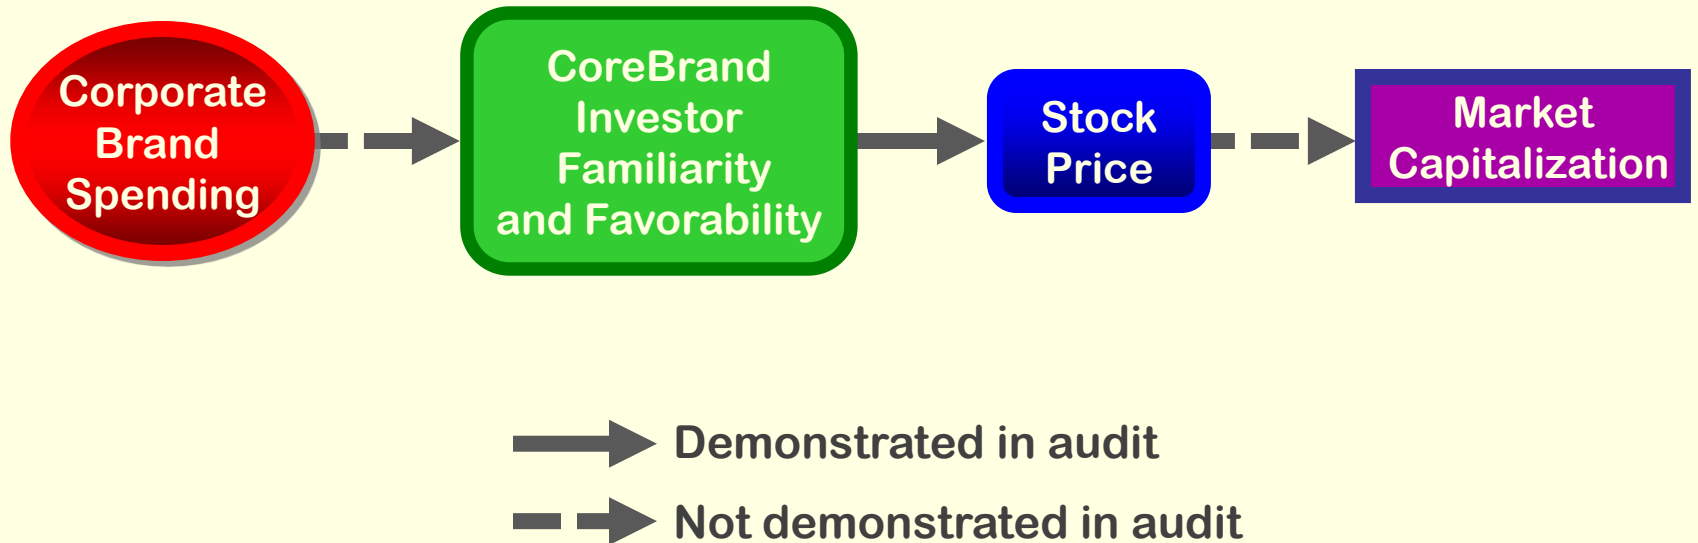 Corporate
Brand
Spending
CoreBrand
Investor
Familiarity
and Favorability
Stock
Price
Market
Capitalization
Demonstrated in audit
Not demonstrated in audit